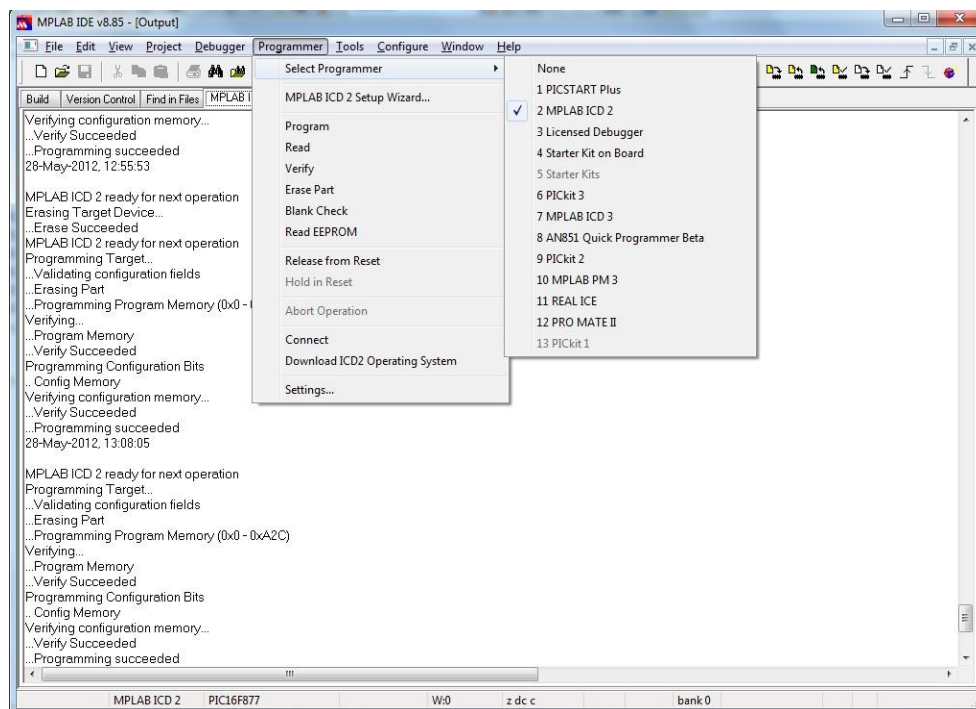 MPLAB IDE v8.85 - [Output]
File Edit View Project Debugger Programmer Tools Configure Window Help
Build Version Control Find in Files MPLAB I
Verifying configuration memory...
...Verify Succeeded
...Programming succeeded
28-May-2012, 12:55:53
MPLAB ICD 2 ready for next operation
Erasing Target Device...
...Erase Succeeded
MPLAB ICD 2 ready for next operation
Programming Target...
...Validating configuration fields
...Erasing Part
...Programming Program Memory (0x0 -
Verifying...
...Program Memory
...Verify Succeeded
Programming Configuration Bits
.. Config Memory
Verifying configuration memory...
...Verify Succeeded
...Programming succeeded
28-May-2012, 13:08:05
MPLAB ICD 2 ready for next operation
Programming Target...
...Validating configuration fields
...Erasing Part
...Programming Program Memory (0x0 - 0xA2C)
Verifying...
...Program Memory
...Verify Succeeded
Programming Configuration Bits
.. Config Memory
Verifying configuration memory...
...Verify Succeeded
...Programming succeeded
Select Programmer
MPLAB ICD 2 Setup Wizard...
Program
Read
Verify
Erase Part
Blank Check
Read EEPROM
Release from Reset
Hold in Reset
Abort Operation
Connect
Download ICD2 Operating System
Settings...
None
1 PICSTART Plus
2 MPLAB ICD 2
3 Licensed Debugger
4 Starter Kit on Board
5 Starter Kits
6 PICkit 3
7 MPLAB ICD 3
8 AN851 Quick Programmer Beta
9 PICkit 2
10 MPLAB PM 3
11 REAL ICE
12 PRO MATE II
13 PICkit 1
MPLAB ICD 2 PIC16F877 W:0 z dc c bank 0